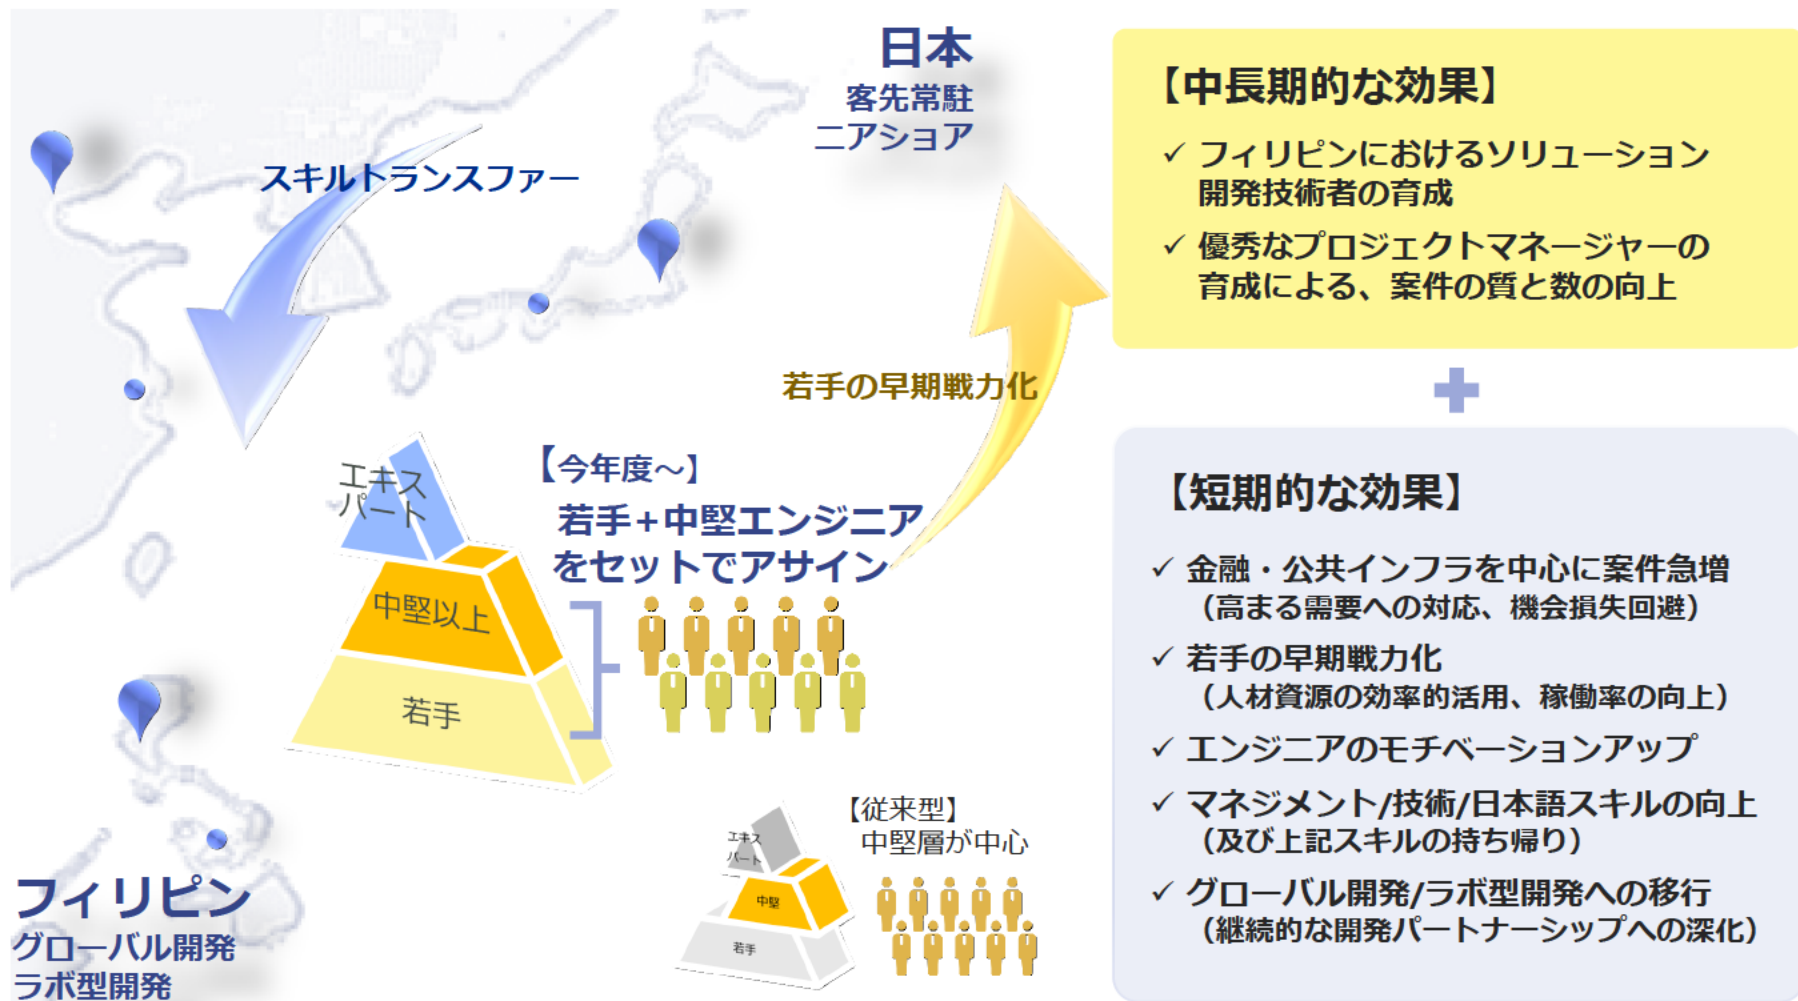 日本
客先常駐
ニアショア
スキルトランスファー
若手の早期戦力化
エキス
パート
中堅以上
若手
【今年度～】
若手+中堅エンジニア
をセットでアサイン
【従来型】
中堅層が中心
エキス
パート
中堅
若手
フィリピン
グローバル開発
ラボ型開発
【中長期的な効果】
✓ フィリピンにおけるソリューション
開発技術者の育成
✓ 優秀なプロジェクトマネージャーの
育成による、案件の質と数の向上
【短期的な効果】
✓ 金融・公共インフラを中心に案件急増
（高まる需要への対応、機会損失回避）
✓ 若手の早期戦力化
（人材資源の効率的活用、稼働率の向上）
✓ エンジニアのモチベーションアップ
✓ マネジメント/技術/日本語スキルの向上
（及び上記スキルの持ち帰り）
✓ グローバル開発/ラボ型開発への移行
（継続的な開発パートナーシップへの深化）